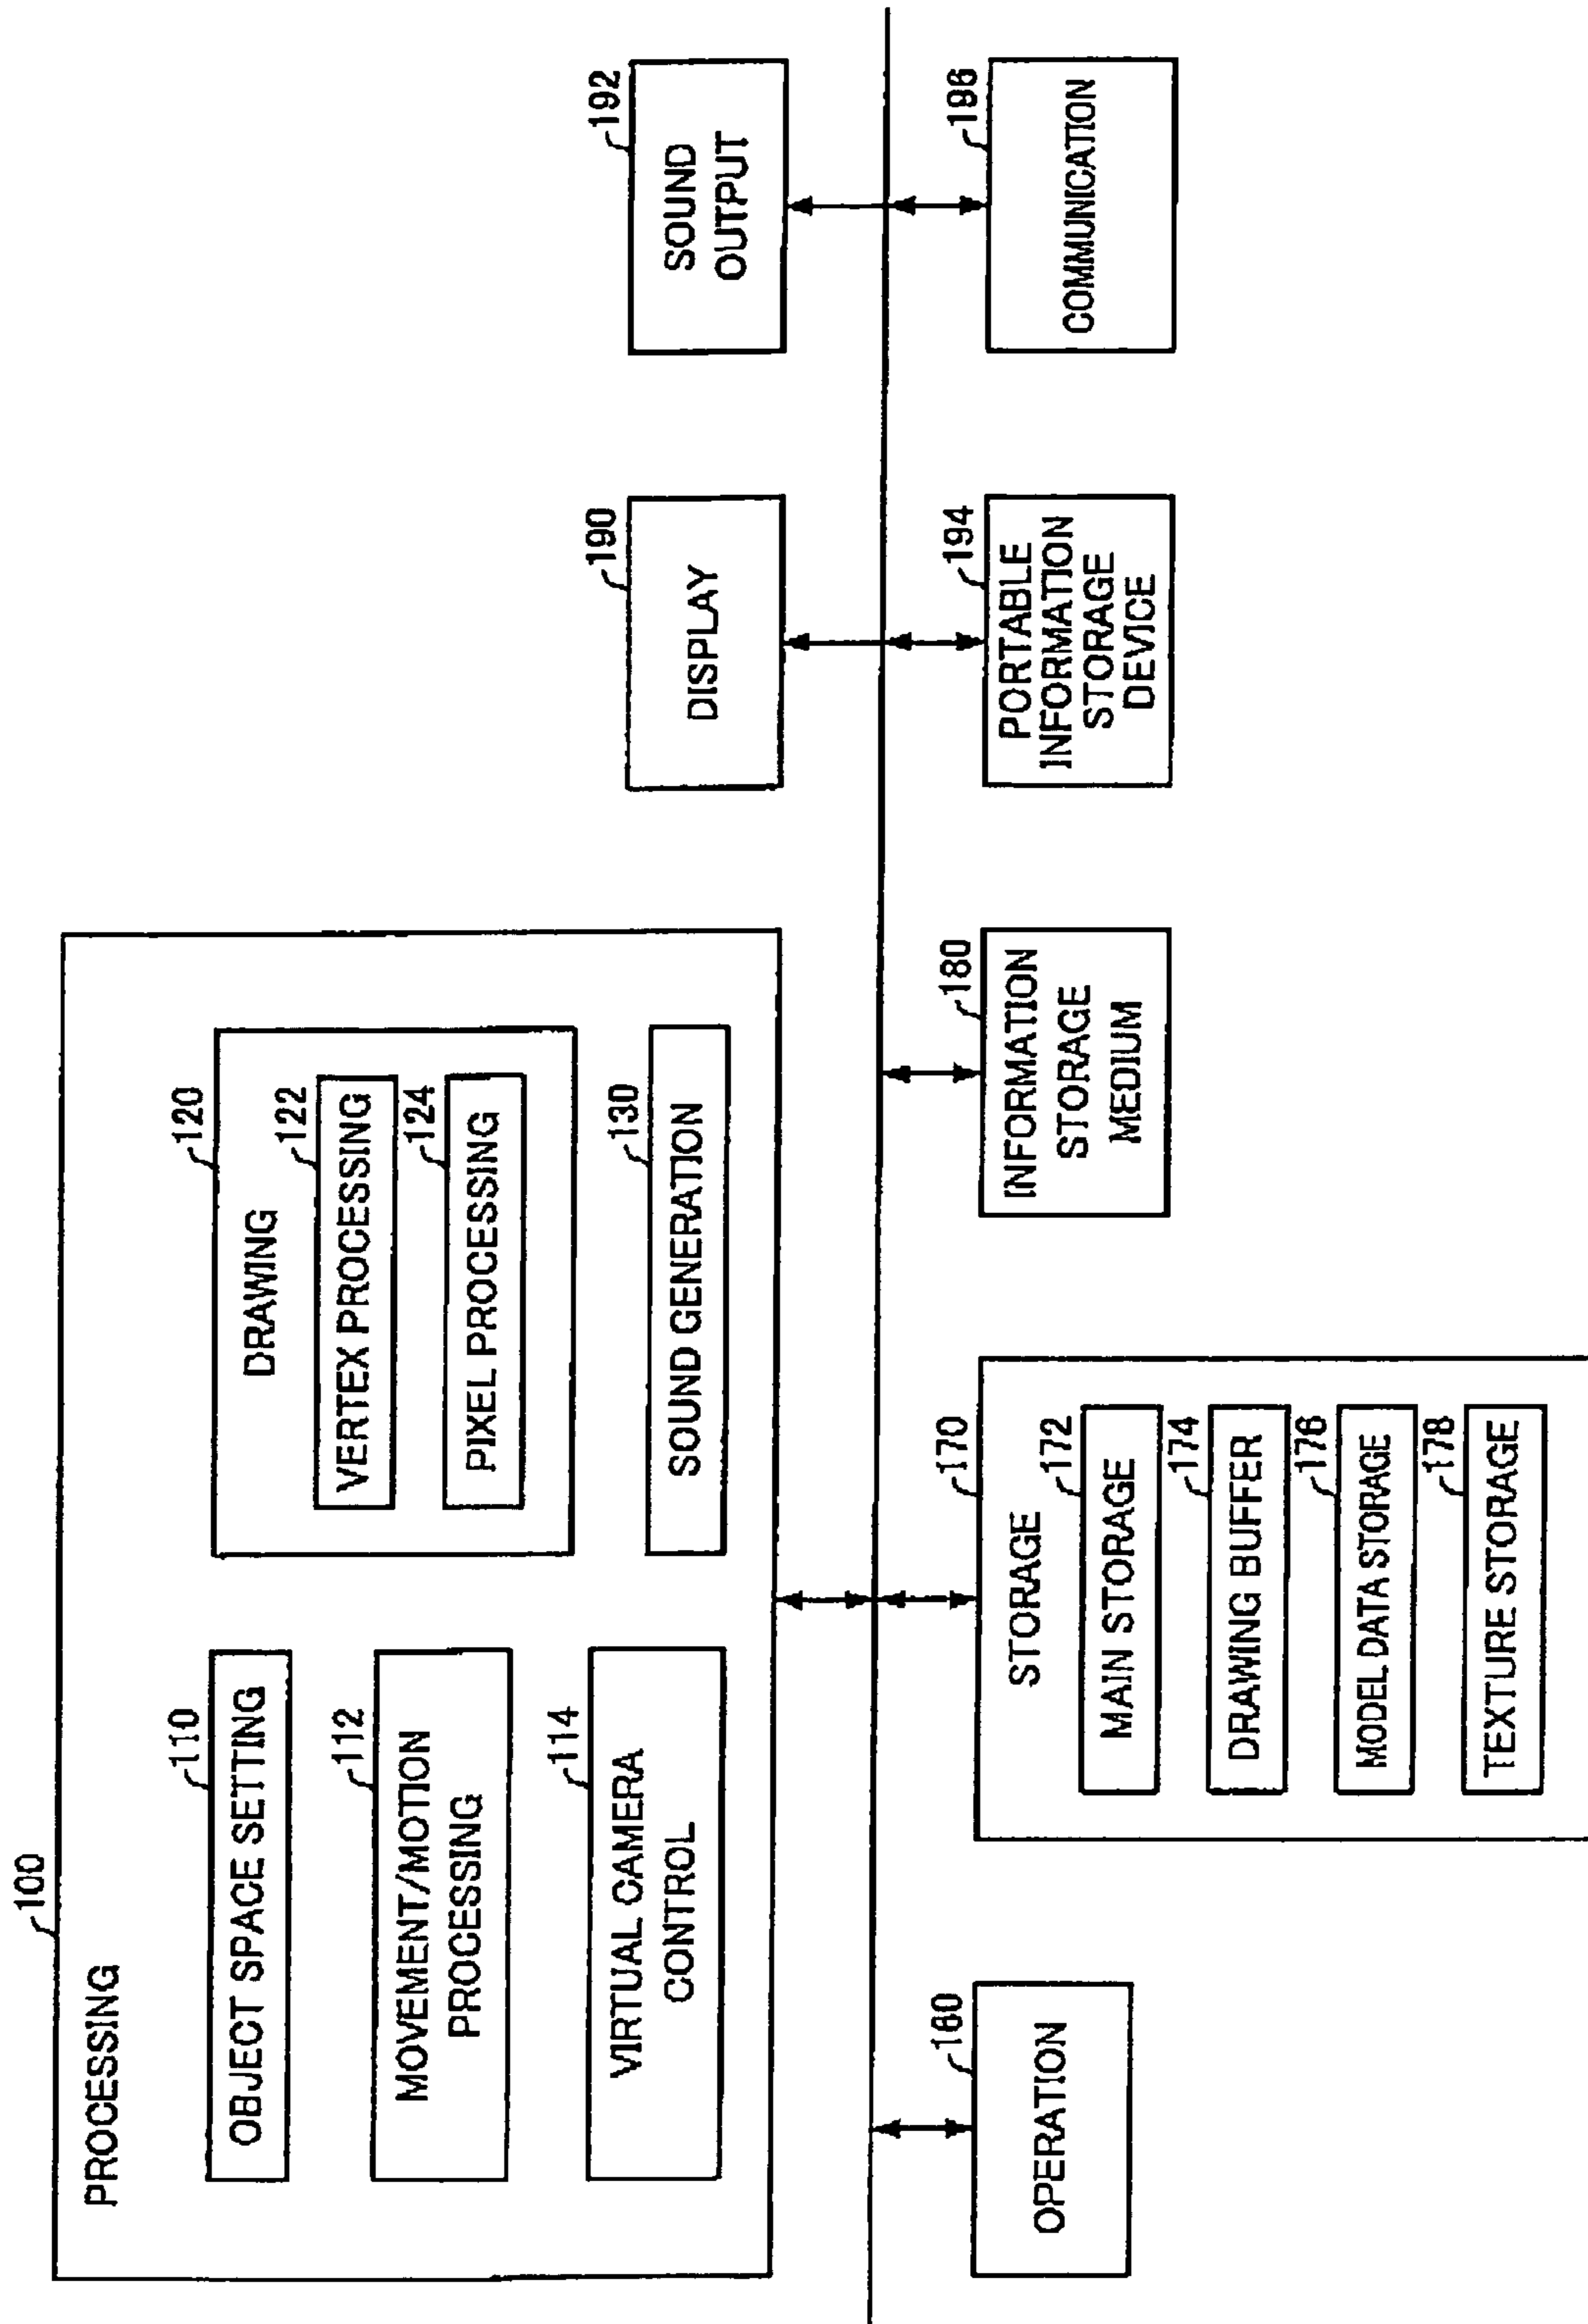 100
PROCESSING
110
OBJECT SPACE SETTING
112
MOVEMENT/MOTION
PROCESSING
114
VIRTUAL CAMERA
CONTROL
120
DRAWING
122
VERTEX PROCESSING
124
PIXEL PROCESSING
130
SOUND GENERATION
190
DISPLAY
192
SOUND
OUTPUT
160
OPERATION
170
STORAGE
172
MAIN STORAGE
174
DRAWING BUFFER
176
MODEL DATA STORAGE
178
TEXTURE STORAGE
180
INFORMATION
STORAGE
MEDIUM
194
PORTABLE
INFORMATION
STORAGE
DEVICE
196
COMMUNICATION